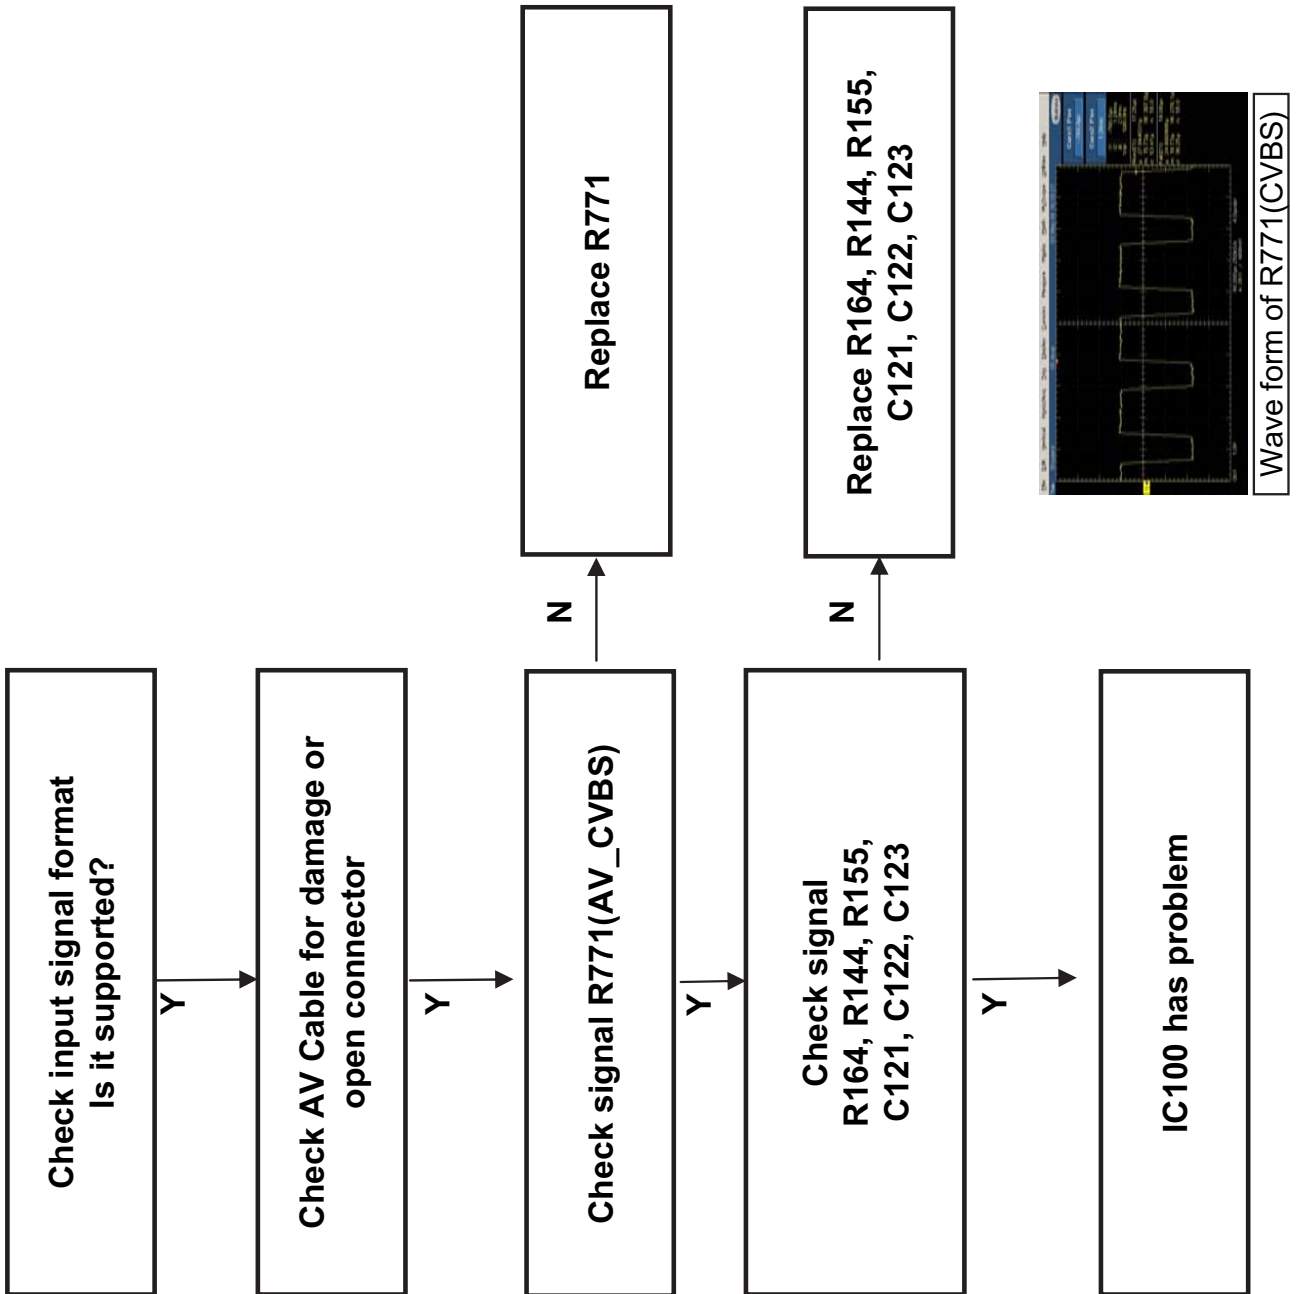 Check input signal format
Is it supported?
Y
Check AV Cable for damage or
open connector
Y
Check signal R771(AV_CVBS)
N
Replace R771
Y
Check signal
R164, R144, R155,
C121, C122, C123
N
Replace R164, R144, R155,
C121, C122, C123
Y
IC100 has problem
Wave form of R771(CVBS)